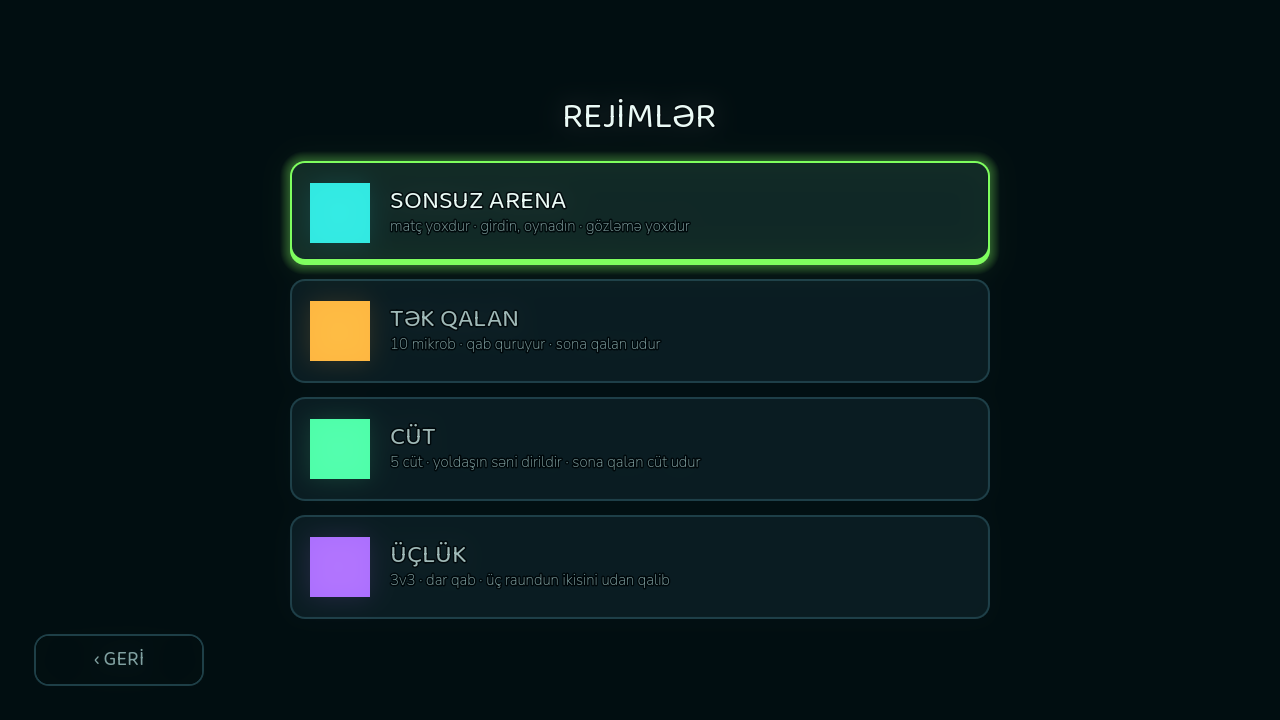 REJİMLƏR
SONSUZ ARENA
matç yoxdur · girdin, oynadın · gözləmə yoxdur
TƏK QALAN
10 mikrob · qab quruyur · sona qalan udur
CÜT
5 cüt · yoldaşın səni dirildir · sona qalan cüt udur
ÜÇLÜK
3v3 · dar qab · üç raundun ikisini udan qalib
‹ GERİ